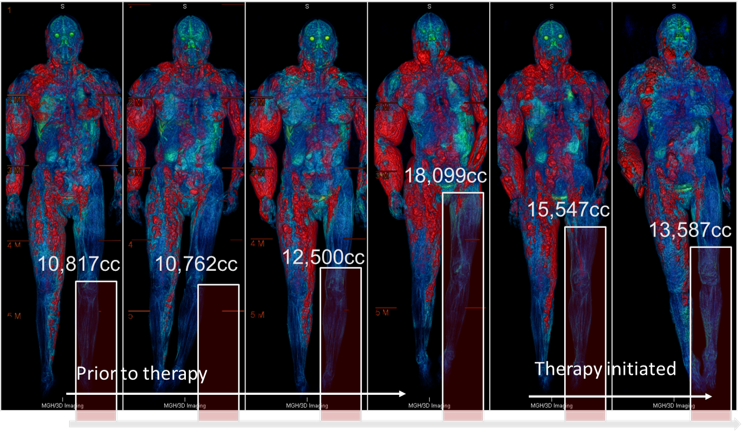 S S S S S S
1
18,099cc
15,547cc
13,587cc
4 M 4 4 M 4 M
10,817cc 10,762cc 12,500cc
5 M 5 5 M 5
Prior to therapy Therapy initiated
MGH/3D Imaging MGH/3D Imaging MGH/3D Imaging MGH/3D Imaging MGH/3D Imaging MGH/3D Imaging